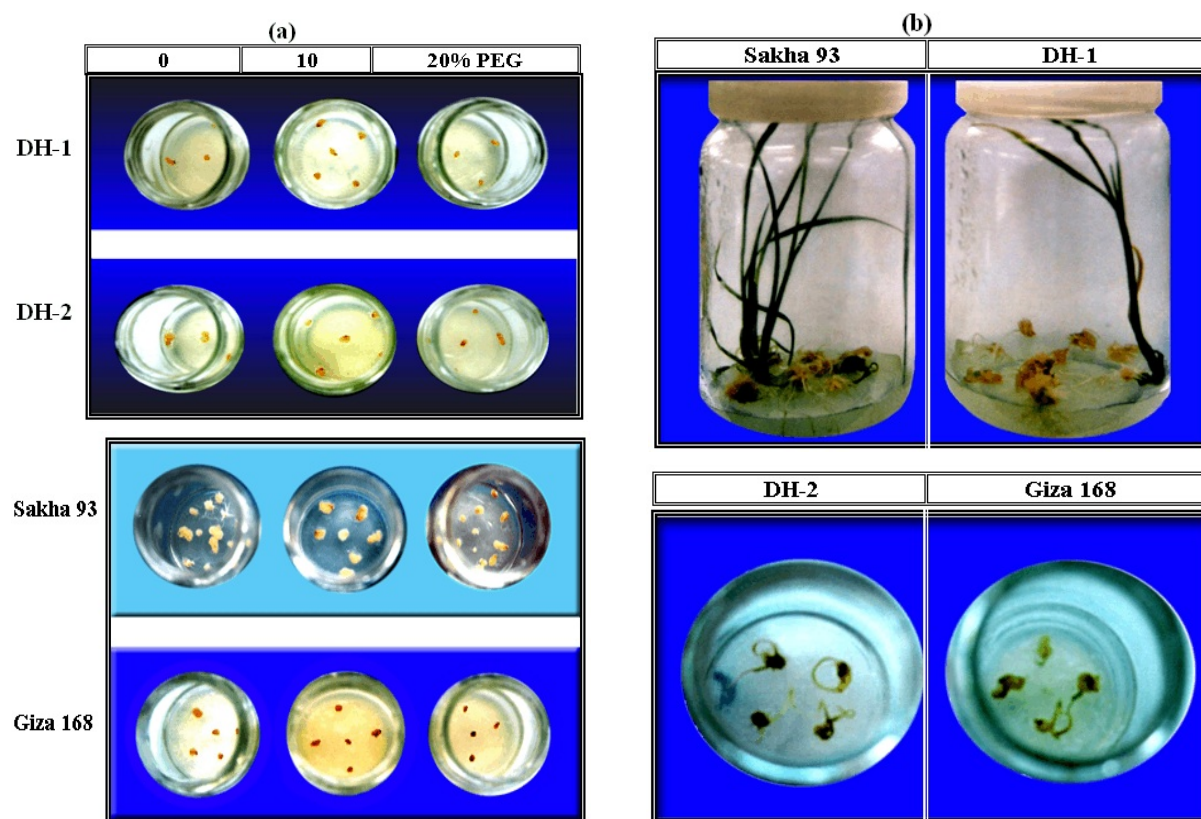 (a)
0 10 20% PEG
DH-1
DH-2
Sakha 93
Giza 168
(b)
Sakha 93 DH-1
DH-2 Giza 168